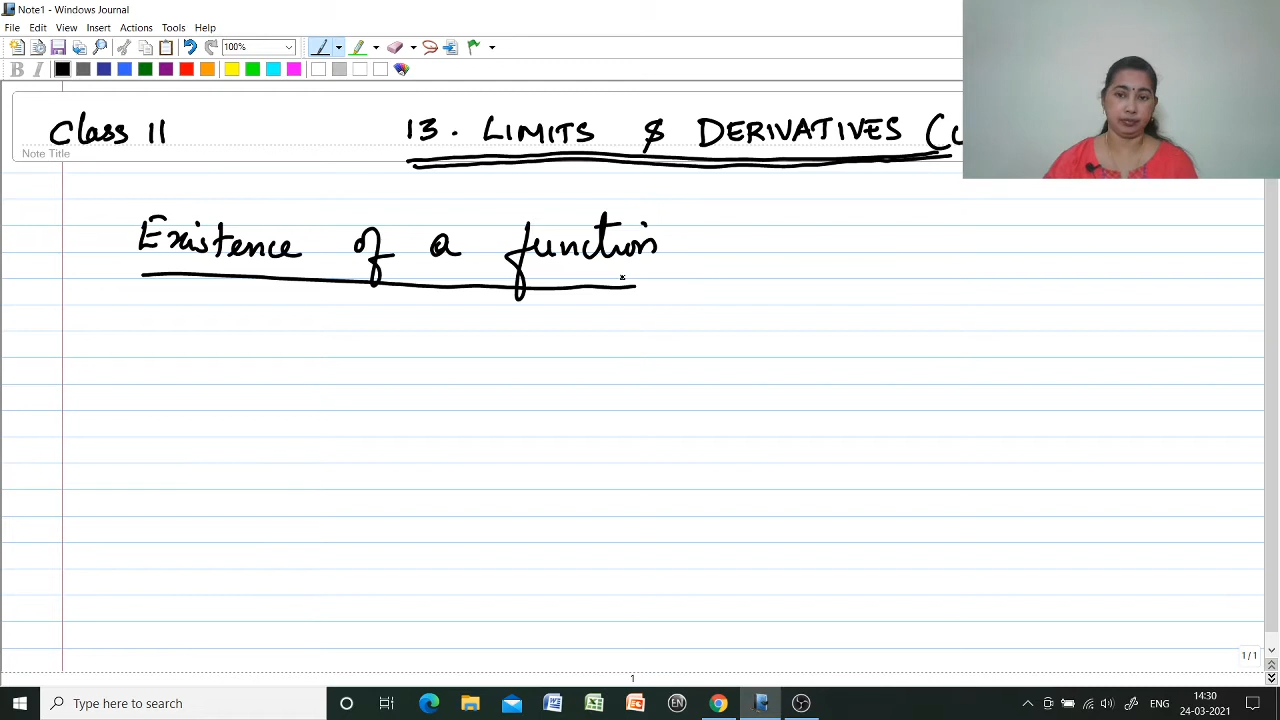 Note1 - Windows Journal
File Edit View Insert Actions Tools Help
100%
B I
Class 11 13. LIMITS & DERIVATIVES (
Note Title
Existence of a function
1/1
1
Type here to search
ENG
14:30
24-03-2021